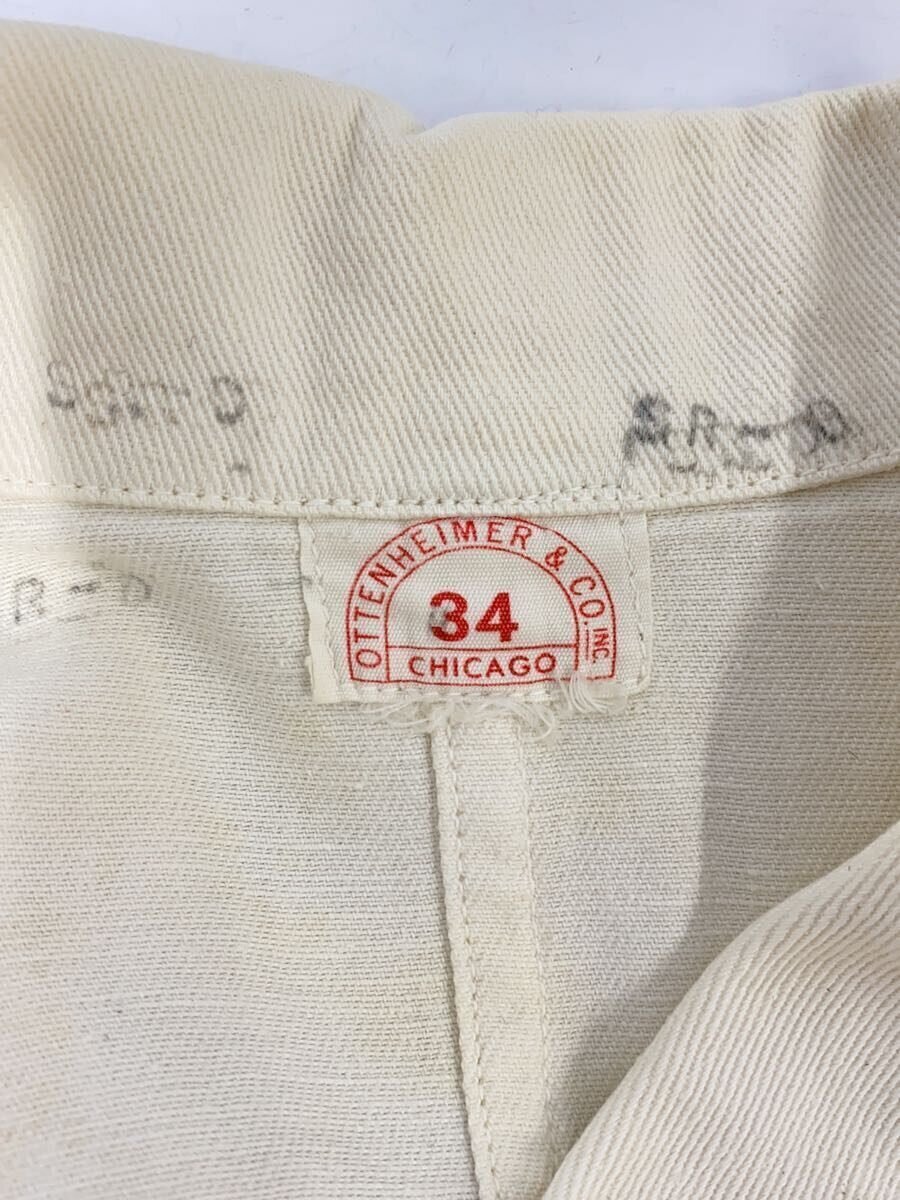 R-D
OTTENHEIMER & CO. INC.
34
CHICAGO